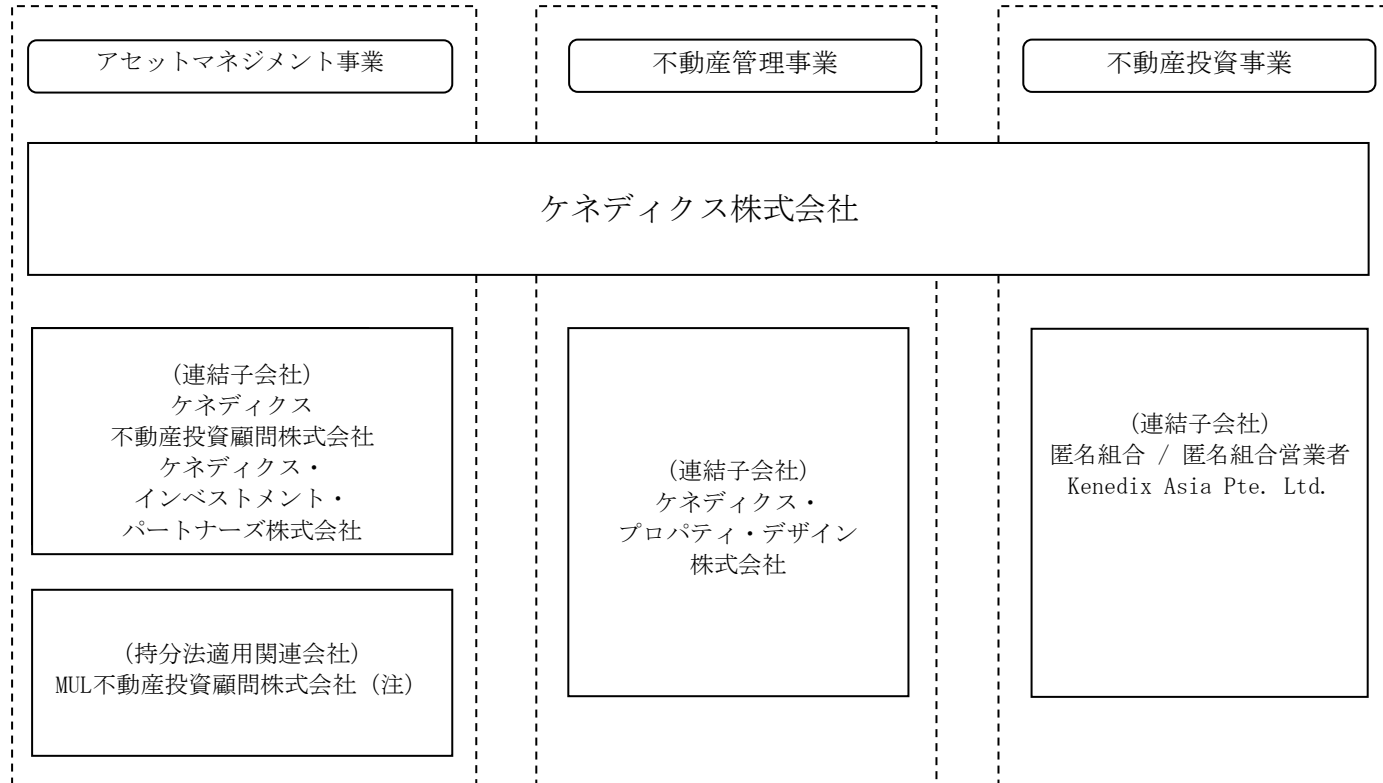 アセットマネジメント事業
不動産管理事業
不動産投資事業
ケネディクス株式会社
(連結子会社)
ケネディクス
不動産投資顧問株式会社
ケネディクス・
インベストメント・
パートナーズ株式会社
(持分法適用関連会社)
MUL不動産投資顧問株式会社 (注)
(連結子会社)
ケネディクス・
プロパティ・デザイン
株式会社
(連結子会社)
匿名組合 / 匿名組合営業者
Kenedix Asia Pte. Ltd.